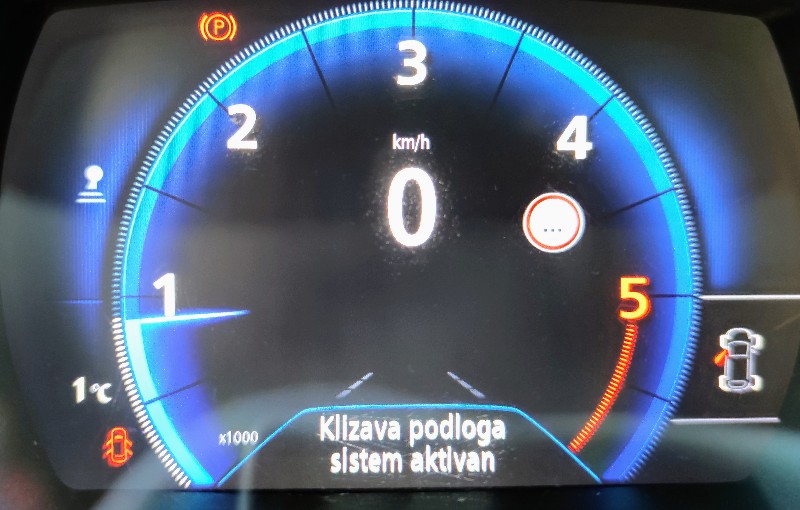 P
3
2
4
km/h
0
...
1
5
1°C
x1000
Klizava podloga
sistem aktivan